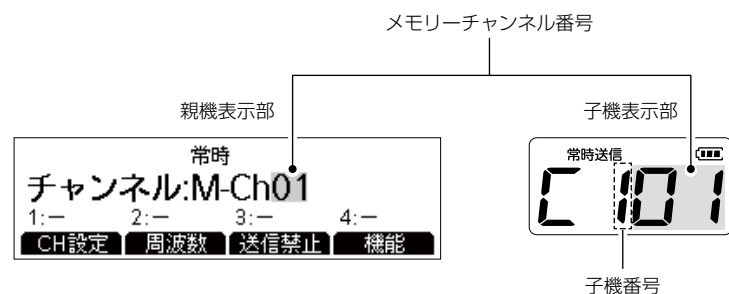 メモリーチャンネル番号
親機表示部
子機表示部
常時
チャンネル:M-Ch01
1:— 2:— 3:— 4:—
CH設定 周波数 送信禁止 機能
常時送信
C 101
子機番号